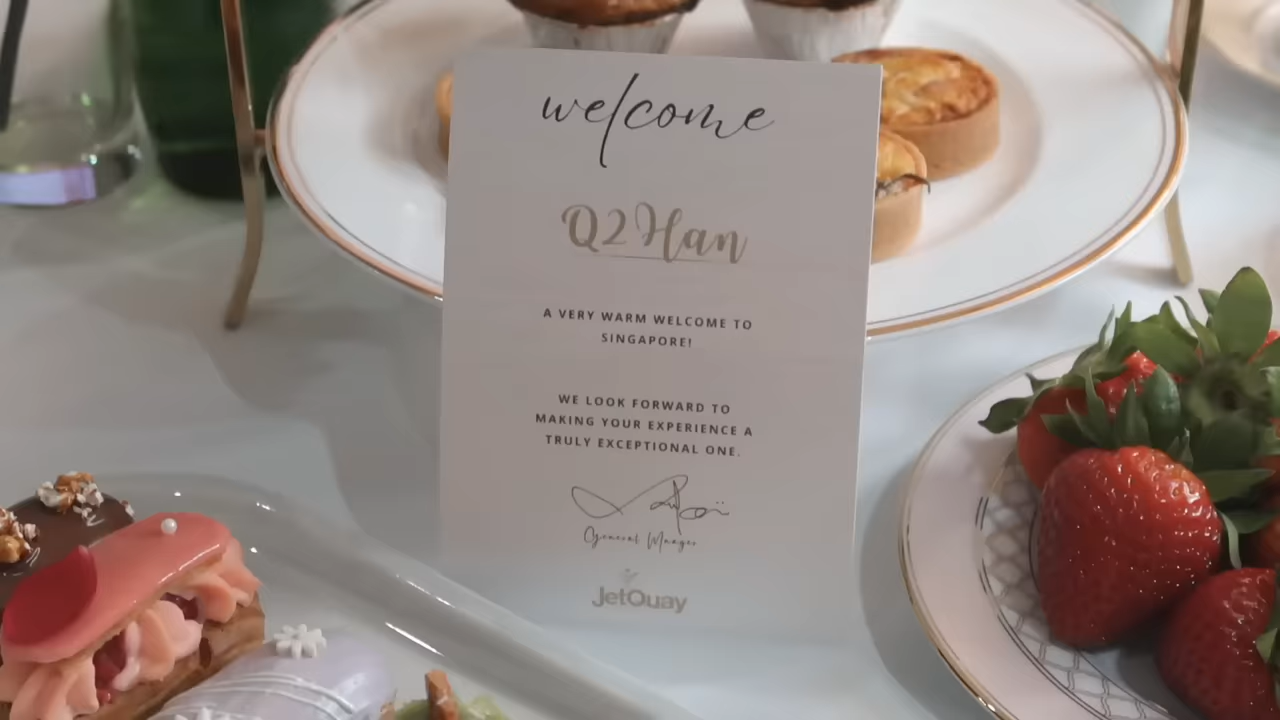 welcome
Q2Han
A VERY WARM WELCOME TO
SINGAPORE!
WE LOOK FORWARD TO
MAKING YOUR EXPERIENCE A
TRULY EXCEPTIONAL ONE.
General Manger
JetQuay